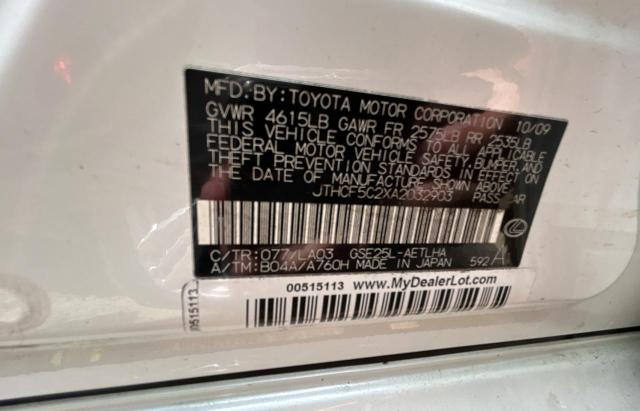 MFD. BY: TOYOTA MOTOR CORPORATION 10/09
GVWR 4615LB GAWR FR 2575LB RR 2535LB
THIS VEHICLE CONFORMS TO ALL APPLICABLE
FEDERAL MOTOR VEHICLE SAFETY, BUMPER, AND
THEFT PREVENTION STANDARDS IN EFFECT ON
THE DATE OF MANUFACTURE SHOWN ABOVE.
JTHCF5C2XA2032903 PASS. CAR
C/TR: 077/LA03 GSE25L-AETLHA
A/TM: B04A/A760H MADE IN JAPAN 592A
00515113 www.MyDealerLot.com
00515113